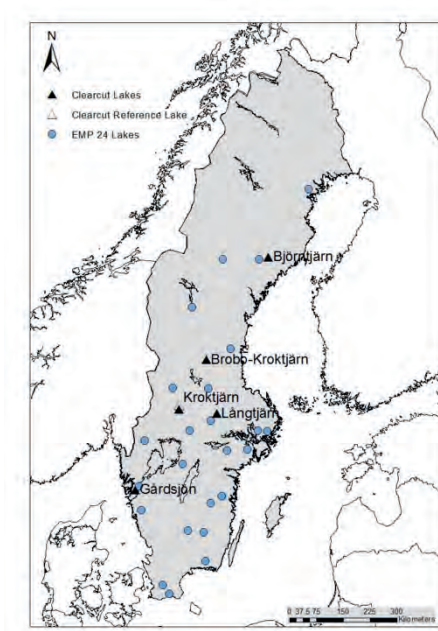 N
Clearcut Lakes
Clearcut Reference Lake
EMP 24 Lakes
Björntjärn
Brobo-Kroktjärn
Kroktjärn
Långtjärn
Gårdsjön
0 37.5 75 150 225 300
Kilometers